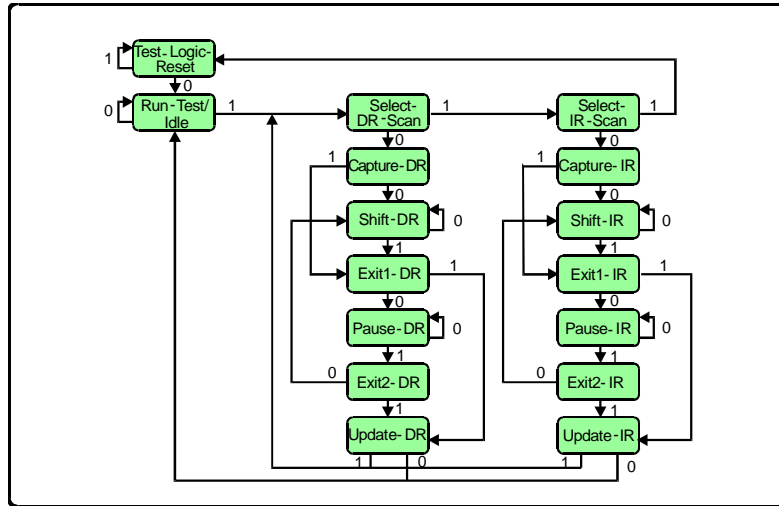 Test-Logic-
Reset
1
0
Run-Test/
Idle
0
1
Select-
DR-Scan
1
Select-
IR-Scan
1
0
0
1
Capture-DR
1
Capture-IR
0
0
Shift-DR
0
Shift-IR
0
1
1
Exit1-DR
1
Exit1-IR
1
0
0
Pause-DR
0
Pause-IR
0
1
1
0
Exit2-DR
0
Exit2-IR
1
1
Update-DR
Update-IR
1
0
1
0